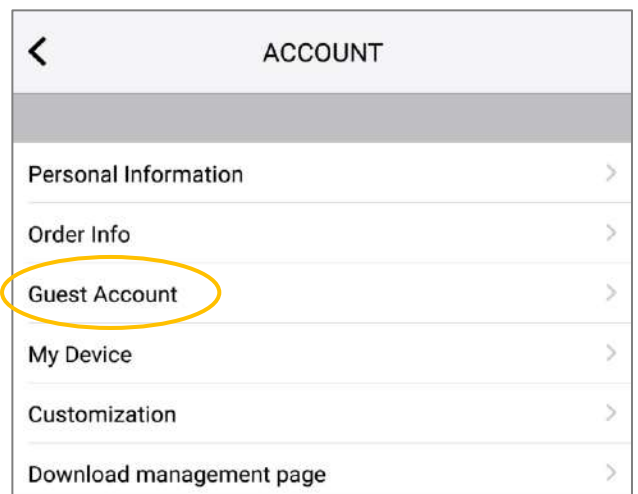 ACCOUNT
Personal Information
Order Info
Guest Account
My Device
Customization
Download management page